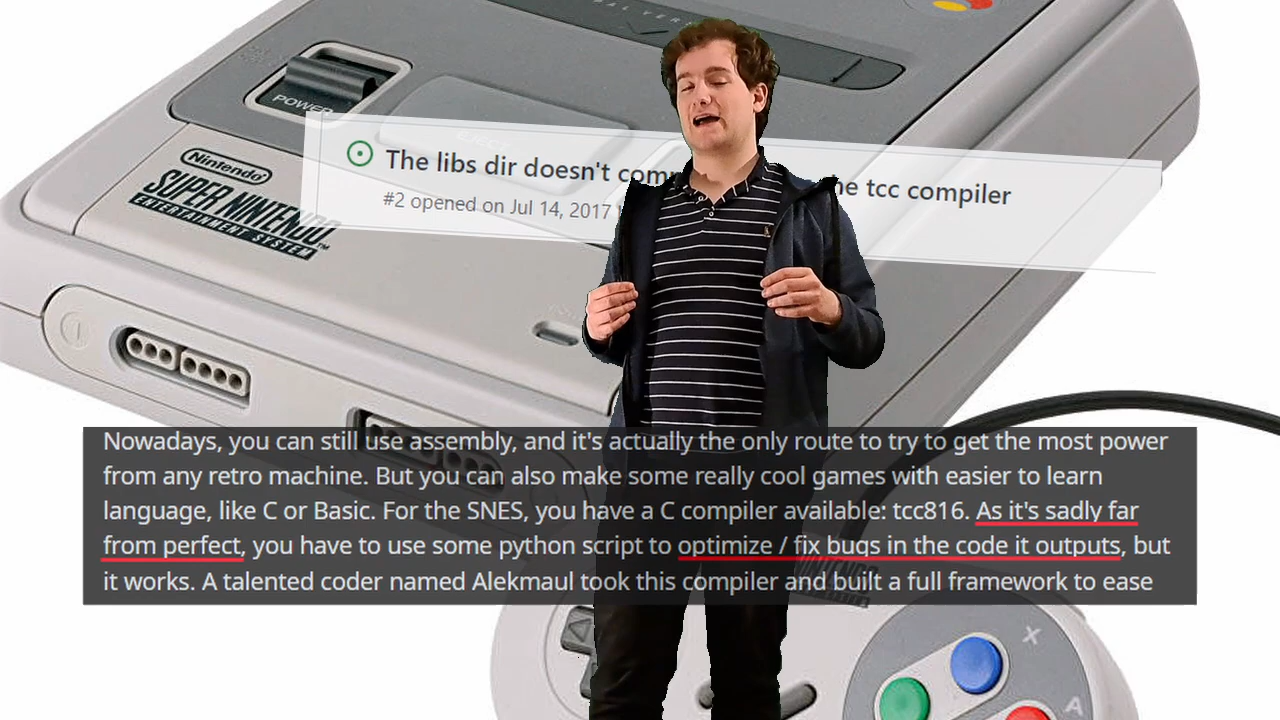 POWER
EJECT
Nintendo
SUPER NINTENDO
ENTERTAINMENT SYSTEM
TM
The libs dir doesn't he tcc compiler
#2 opened on Jul 14, 2017
Nowadays, you can still use assembly, and it's actually the only route to try to get the most power
from any retro machine. But you can also make some really cool games with easier to learn
language, like C or Basic. For the SNES, you have a C compiler available: tcc816. As it's sadly far
from perfect, you have to use some python script to optimize / fix bugs in the code it outputs, but
it works. A talented coder named Alekmaul took this compiler and built a full framework to ease
X
A